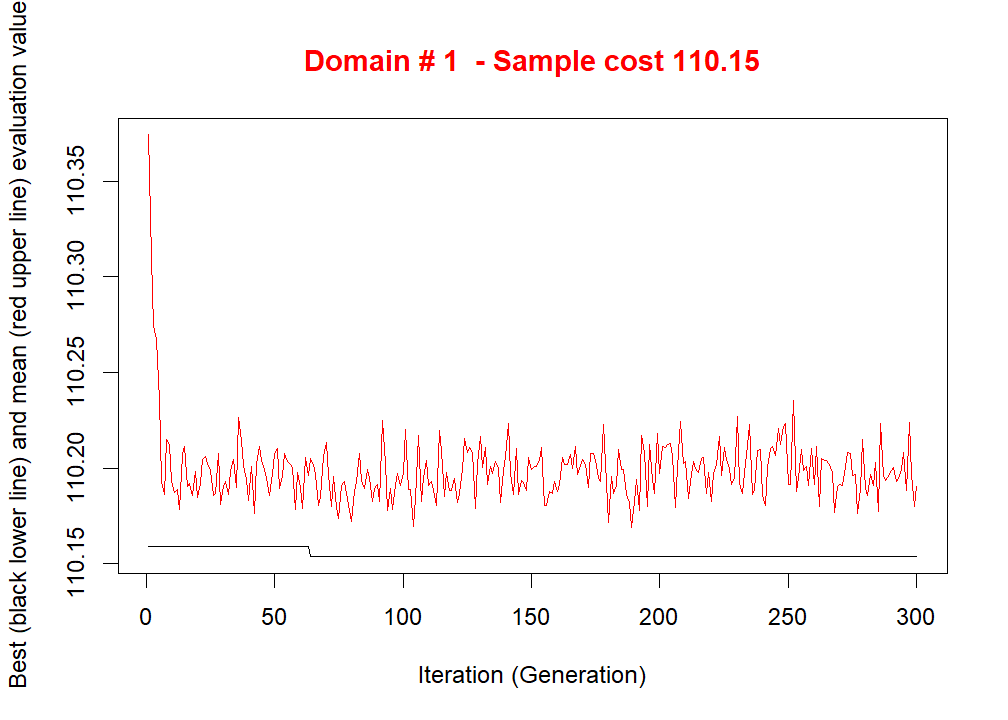 Domain # 1  - Sample cost 110.15
Best (black lower line) and mean (red upper line) evaluation value
110.35
110.30
110.25
110.20
110.15
0 50 100 150 200 250 300
Iteration (Generation)